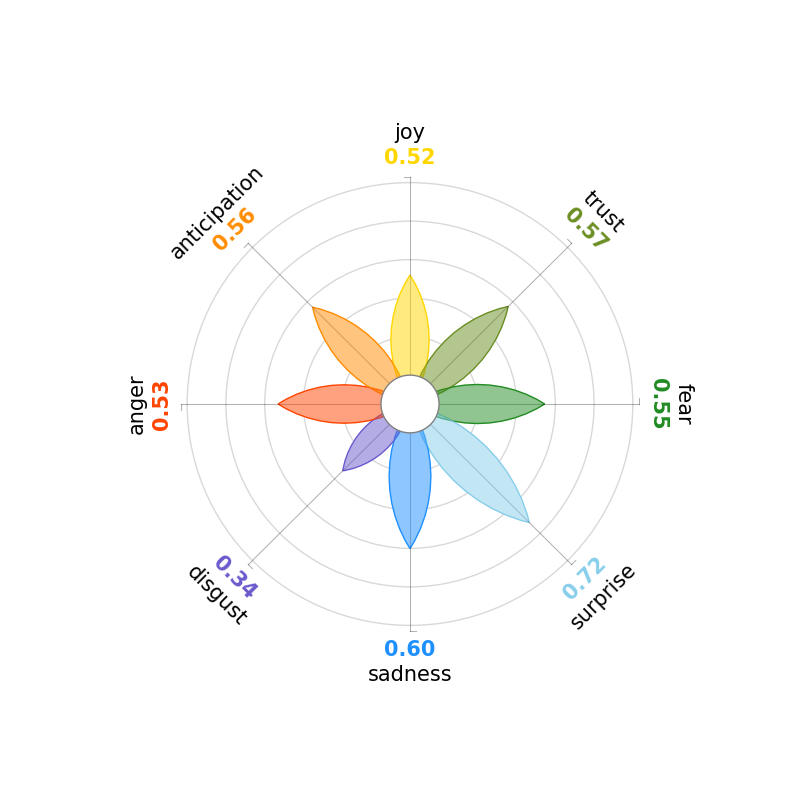 joy
0.52
trust
0.57
fear
0.55
surprise
0.72
0.60
sadness
0.34
disgust
anger
0.53
anticipation
0.56